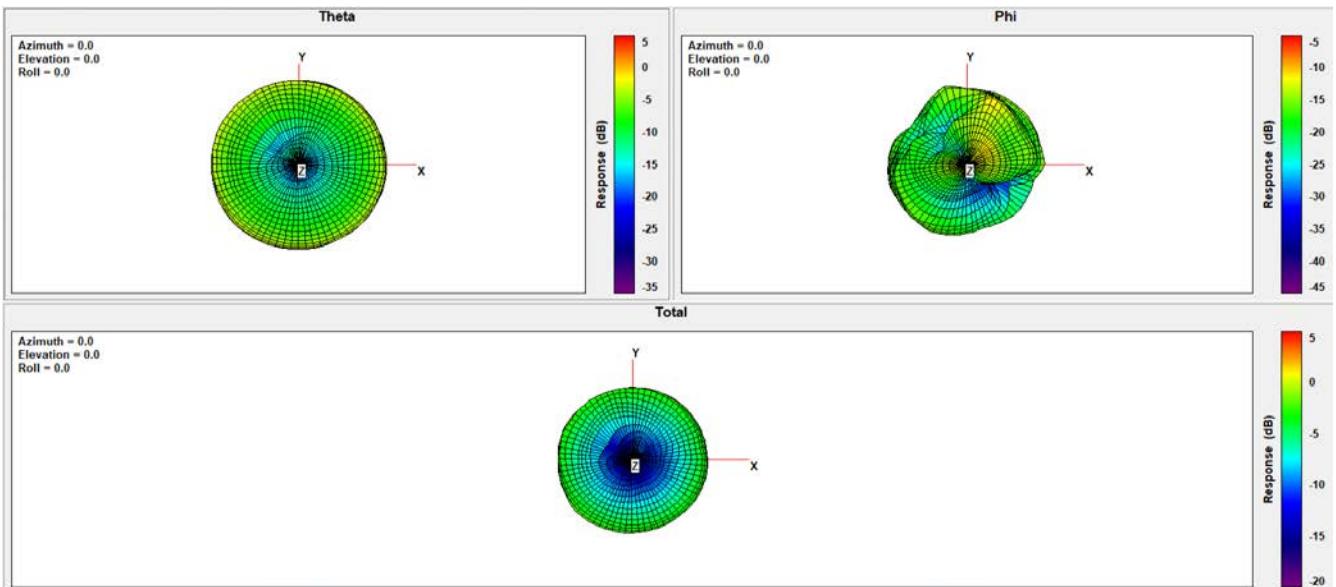 Theta
Azimuth = 0.0
Elevation = 0.0
Roll = 0.0
Y
X
Z
Response (dB)
5
0
-5
-10
-15
-20
-25
-30
-35
Phi
Azimuth = 0.0
Elevation = 0.0
Roll = 0.0
Y
X
Z
Response (dB)
-5
-10
-15
-20
-25
-30
-35
-40
-45
Total
Azimuth = 0.0
Elevation = 0.0
Roll = 0.0
Y
X
Z
Response (dB)
5
0
-5
-10
-15
-20